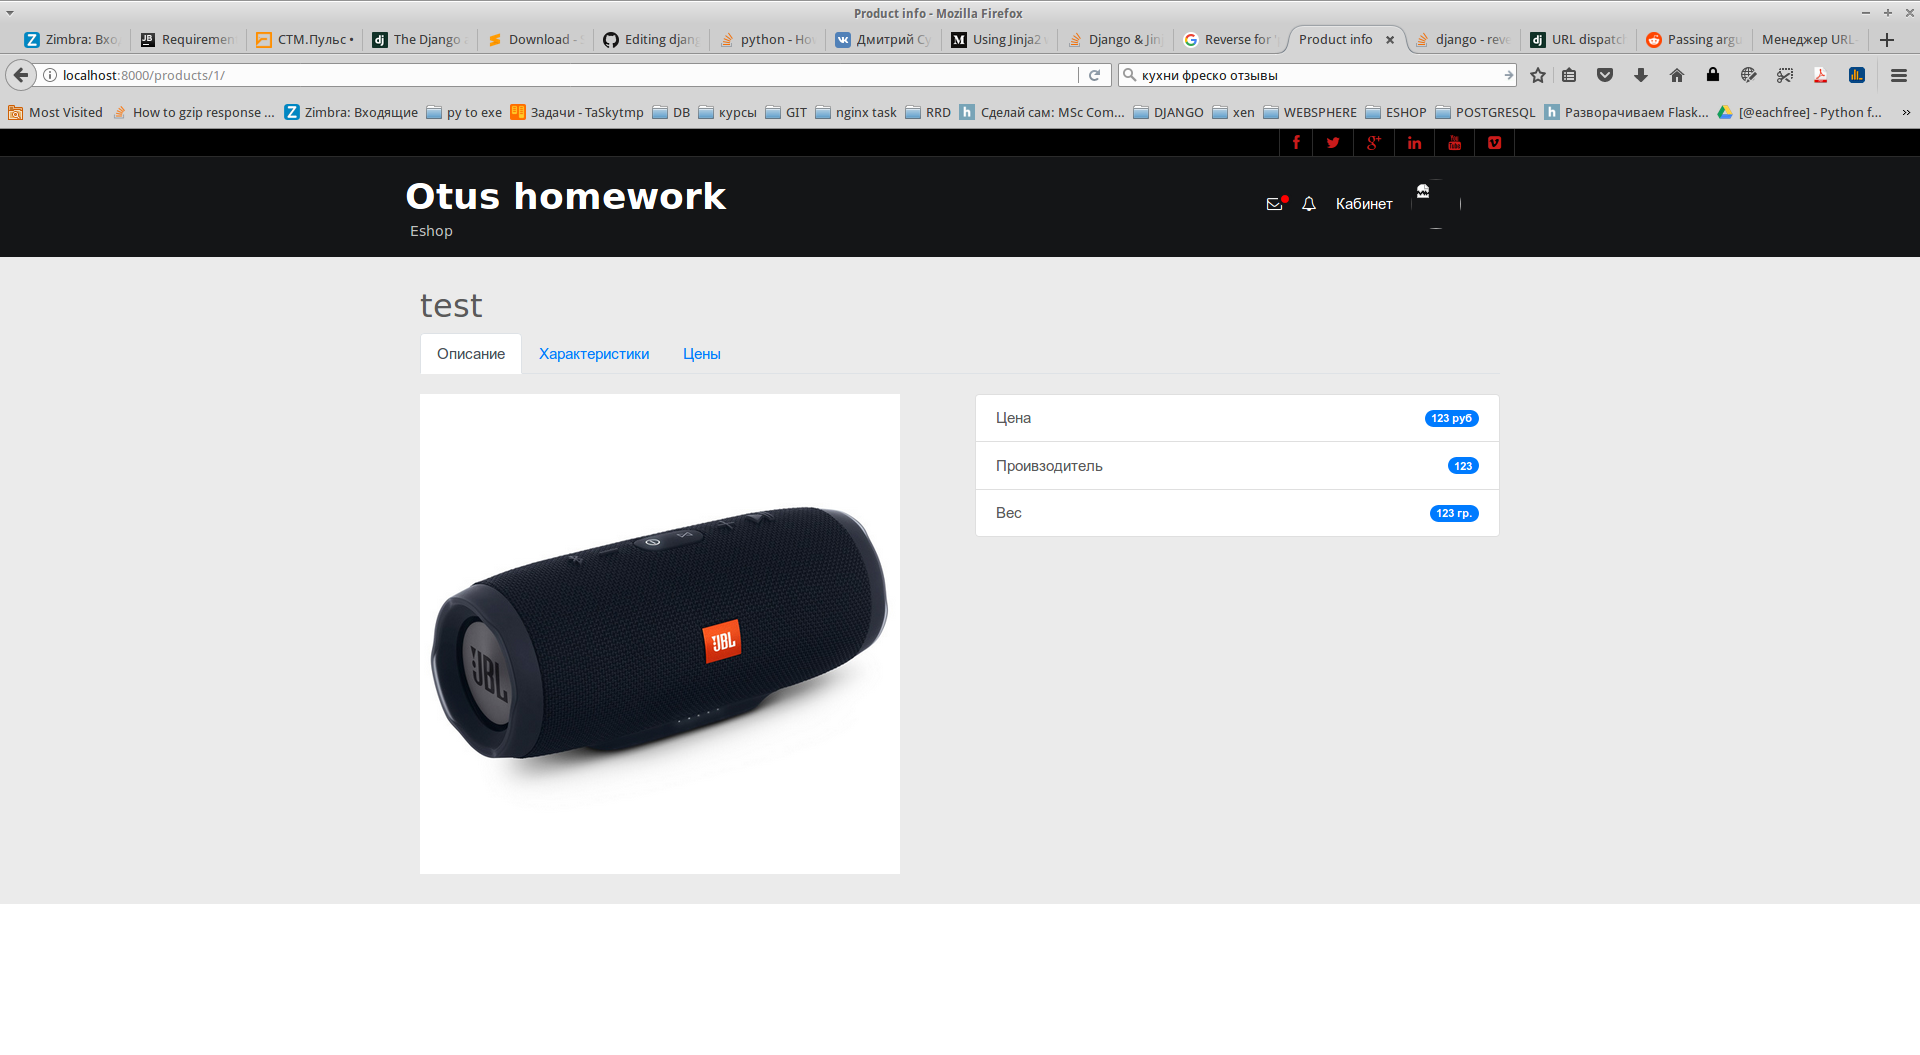 Product info - Mozilla Firefox
Zimbra: Вхо
Requiremen
СТМ.Пульс •
The Django
Download -
Editing djan
python - Ho
Дмитрий Су
Using Jinja2
Django & Jin
Reverse for
Product info
django - reve
URL dispatc
Passing argu
Менеджер URL-
localhost:8000/products/1/
кухни фреско отзывы
Most Visited
How to gzip response ...
Zimbra: Входящие
py to exe
Задачи - TaSkytmp
DB
курсы
GIT
nginx task
RRD
Сделай сам: MSc Com...
DJANGO
xen
WEBSPHERE
ESHOP
POSTGRESQL
Разворачиваем Flask...
[@eachfree] - Python f...
Otus homework
Eshop
Кабинет
test
Описание
Характеристики
Цены
Цена
123 руб
Проивзодитель
123
Вес
123 гр.
JBL
JBL